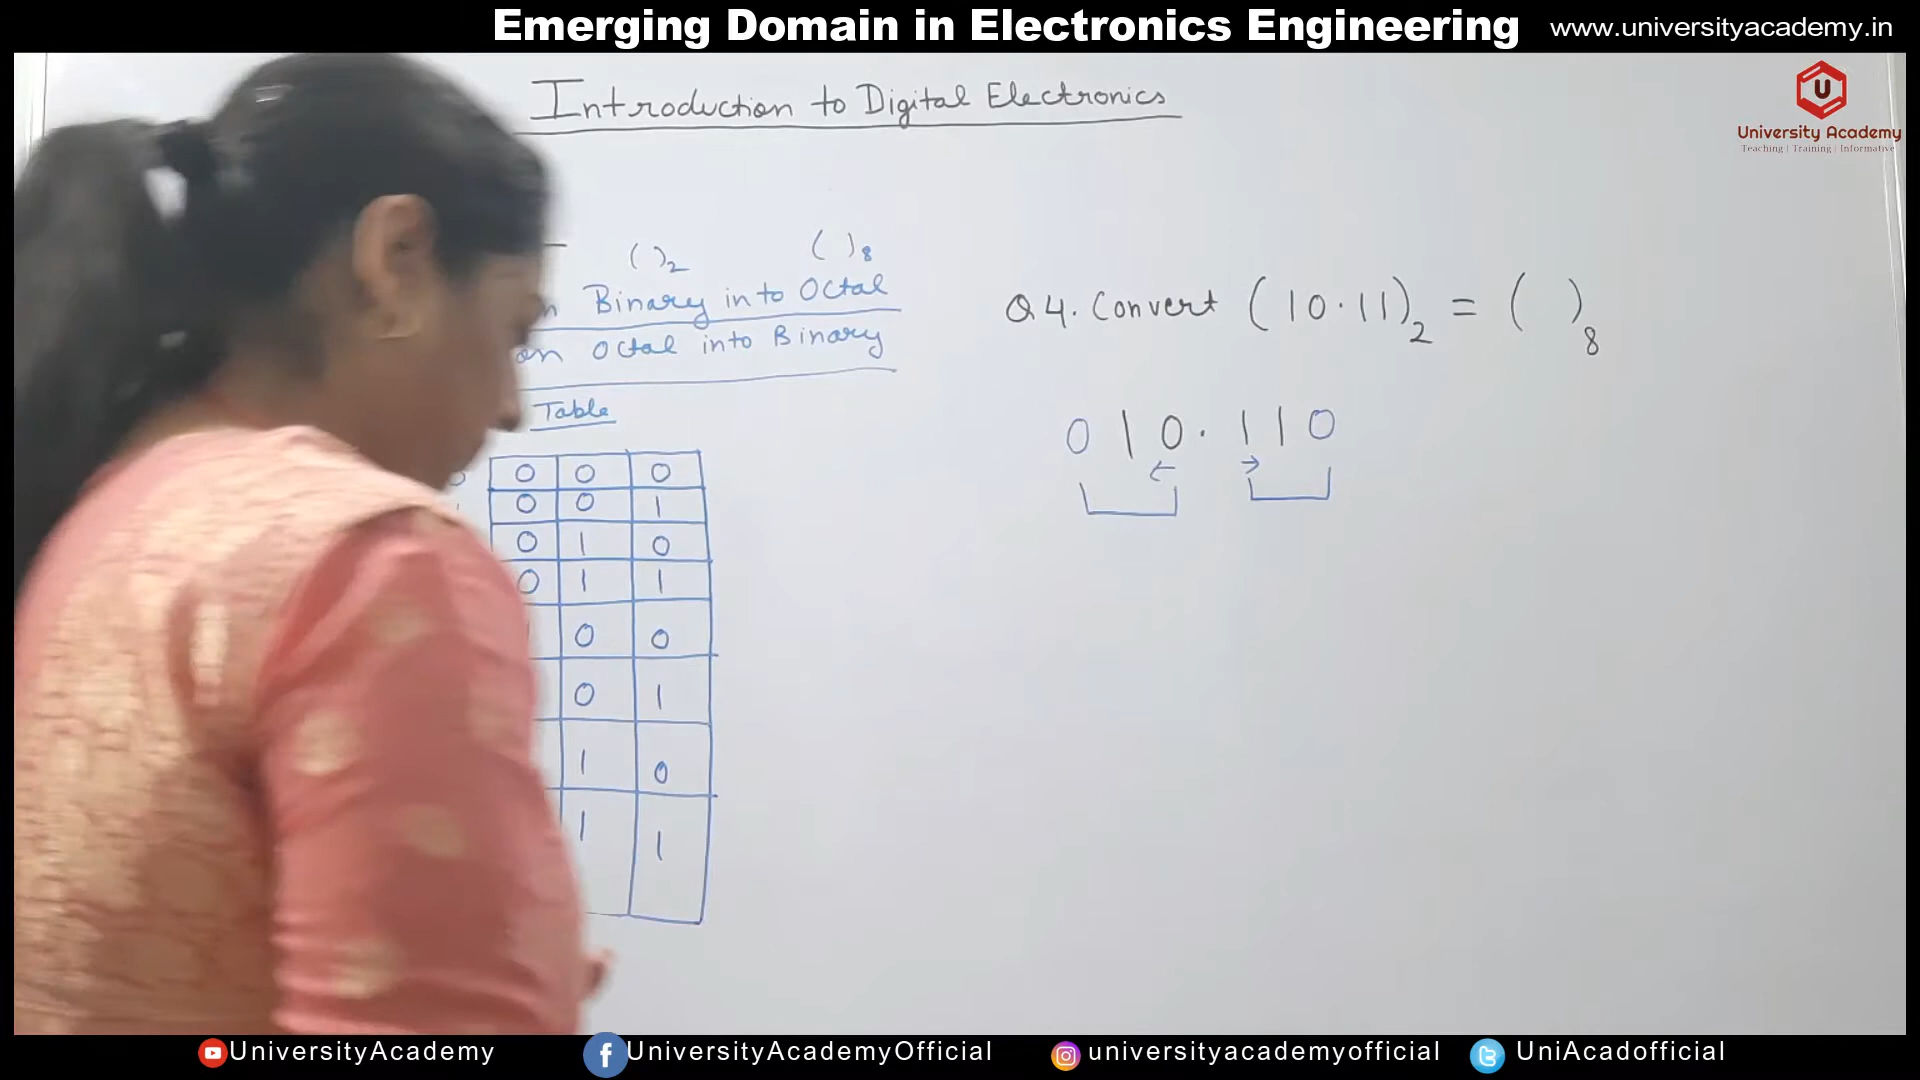 Emerging Domain in Electronics Engineering www.universityacademy.in
Introduction to Digital Electronics
U
University Academy
Teaching | Training | Informative
( )2 ( )8
Binary into Octal
Octal into Binary
Table
0 0 0
0 0 1
0 1 0
0 1 1
0 0
0 1
1 0
1 1
Q4. Convert (10.11)2 = ( )8
0 1 0 . 1 1 0
UniversityAcademy UniversityAcademyOfficial universityacademyofficial UniAcadofficial